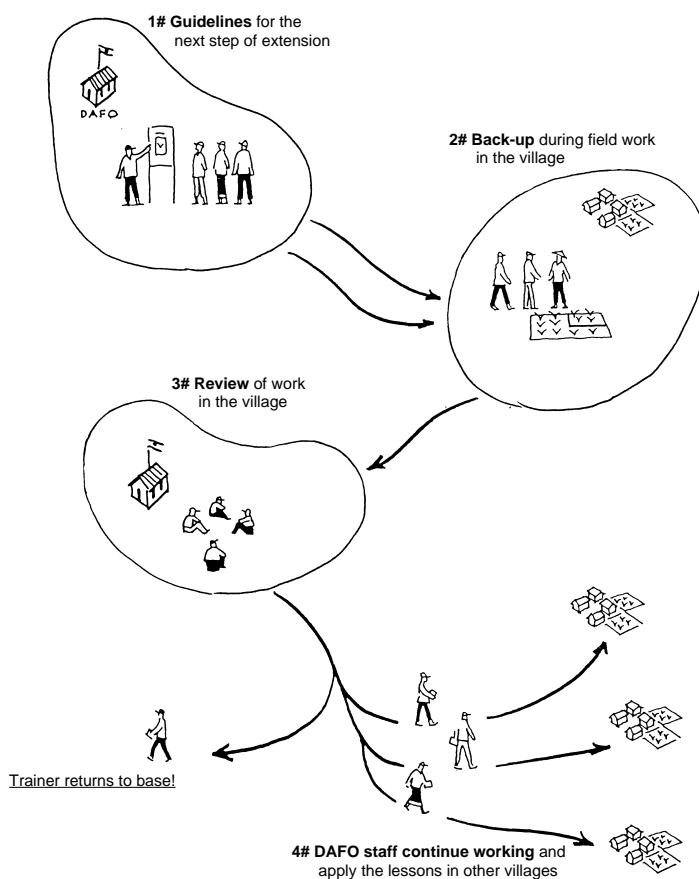 1# Guidelines for the
next step of extension
DAFO
2# Back-up during field work
in the village
3# Review of work
in the village
Trainer returns to base!
4# DAFO staff continue working and
apply the lessons in other villages